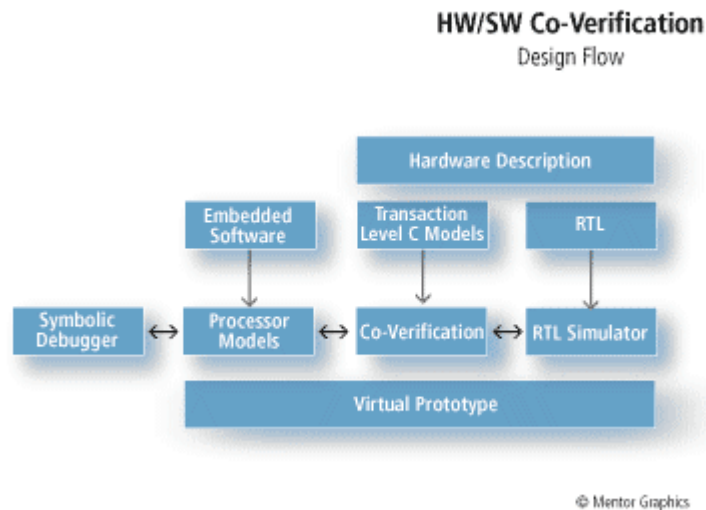 HW/SW Co-Verification
Design Flow
Hardware Description
Embedded
Software
Transaction
Level C Models
RTL
Symbolic
Debugger
Processor
Models
Co-Verification
RTL Simulator
Virtual Prototype
© Mentor Graphics